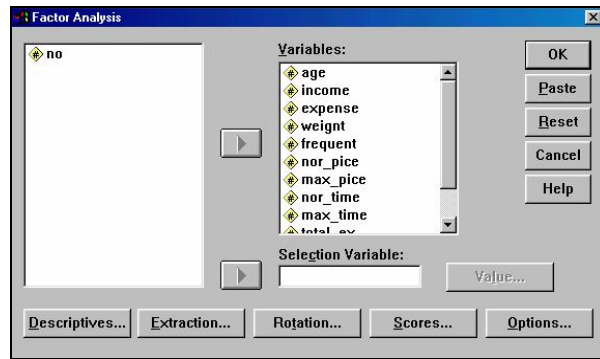 Factor Analysis
no
Variables:
age
income
expense
weignt
frequent
nor_pice
max_pice
nor_time
max_time
total_ex
Selection Variable:
Value...
OK
Paste
Reset
Cancel
Help
Descriptives...
Extraction...
Rotation...
Scores...
Options...